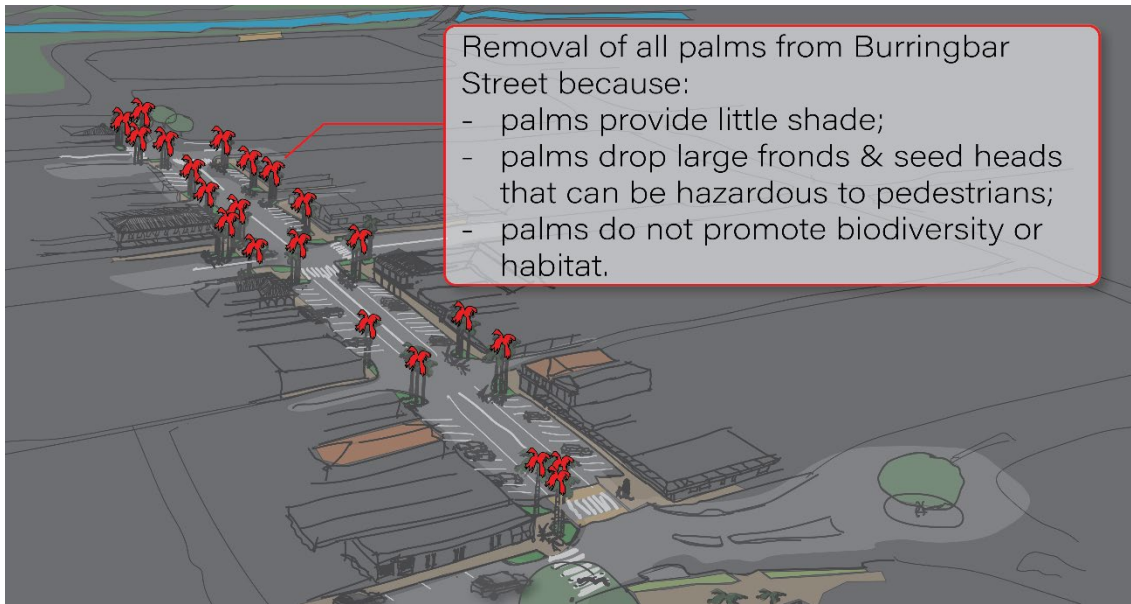 Removal of all palms from Burringbar
Street because:
- palms provide little shade;
- palms drop large fronds & seed heads
that can be hazardous to pedestrians;
- palms do not promote biodiversity or
habitat.